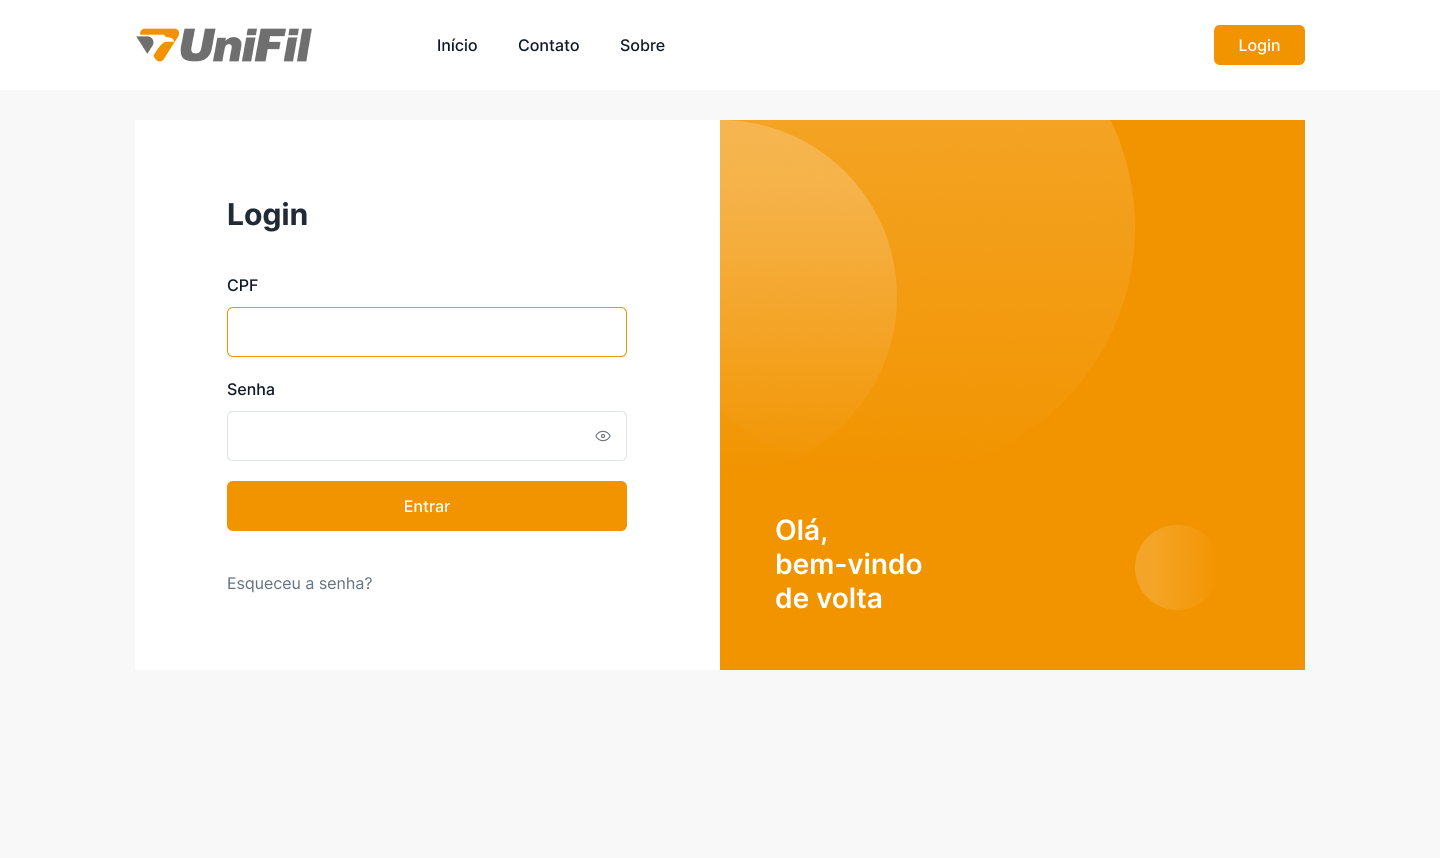 UniFil
Início
Contato
Sobre
Login
Login
CPF
Senha
Entrar
Esqueceu a senha?
Olá,
bem-vindo
de volta